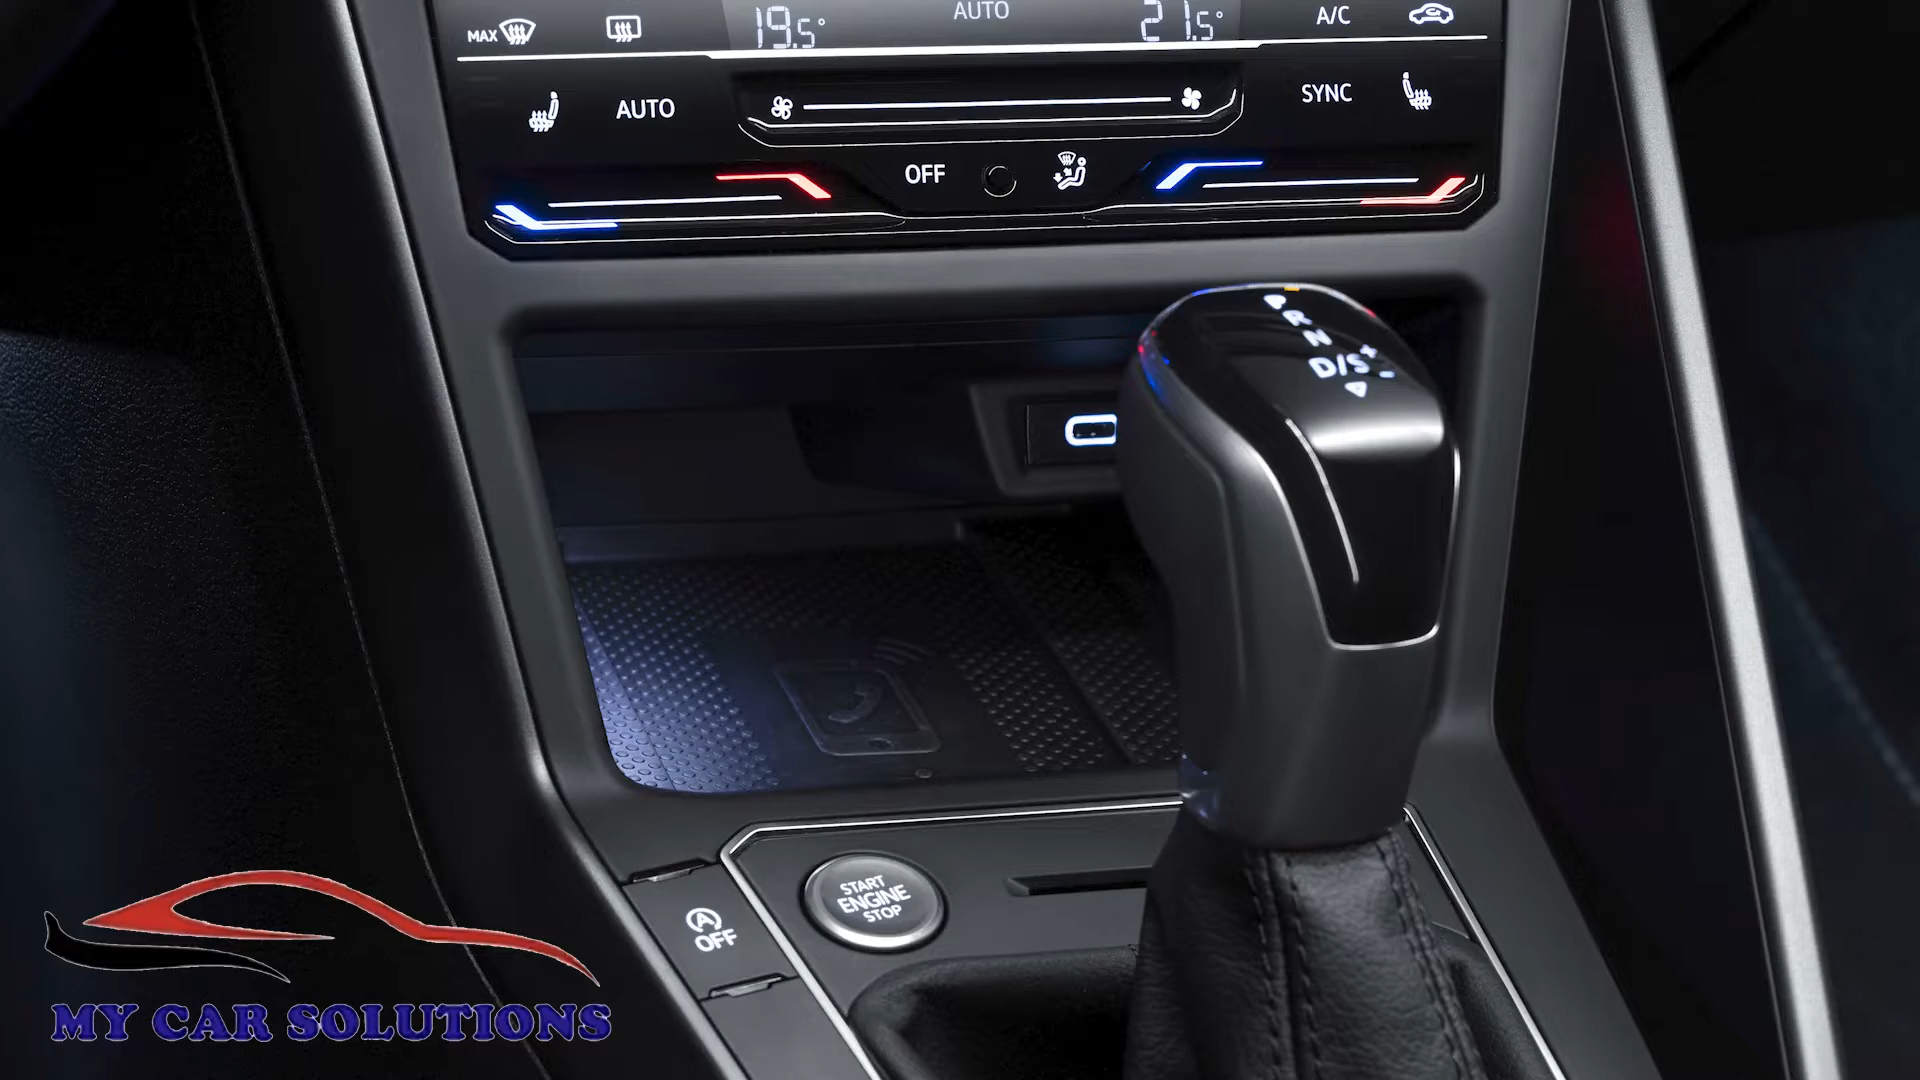 MAX
19.5°
AUTO
21.5°
A/C
AUTO
SYNC
OFF
P
R
N
D/S
+
-
START
ENGINE
STOP
A
OFF
MY CAR SOLUTIONS